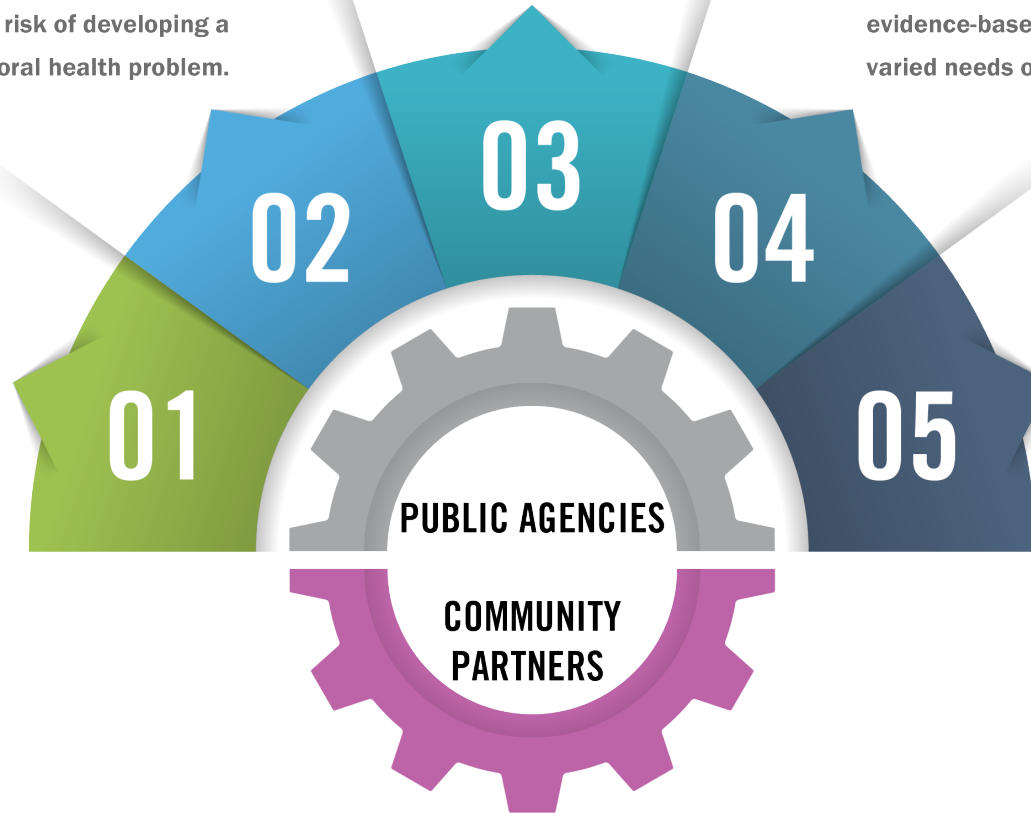 risk of developing a
oral health problem.
evidence-base
varied needs o
03
02
04
01
05
PUBLIC AGENCIES
COMMUNITY
PARTNERS